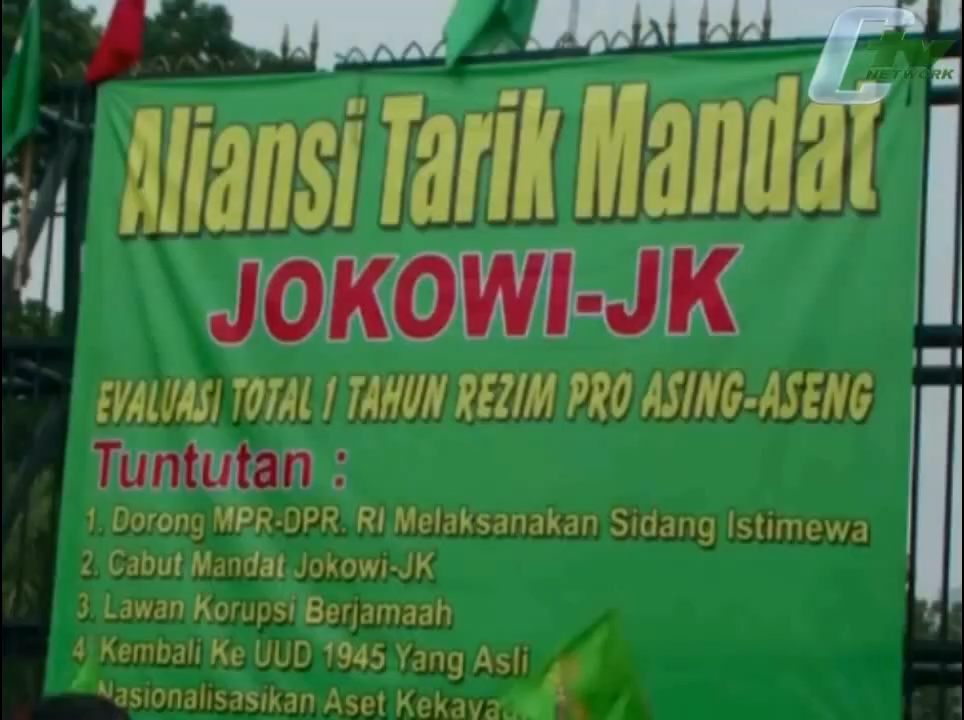 Ctv
NETWORK
Aliansi Tarik Mandat
JOKOWI-JK
EVALUASI TOTAL 1 TAHUN REZIM PRO ASING-ASENG
Tuntutan :
1. Dorong MPR-DPR. RI Melaksanakan Sidang Istimewa
2. Cabut Mandat Jokowi-JK
3. Lawan Korupsi Berjamaah
4 Kembali Ke UUD 1945 Yang Asli
Nasionalisasikan Aset